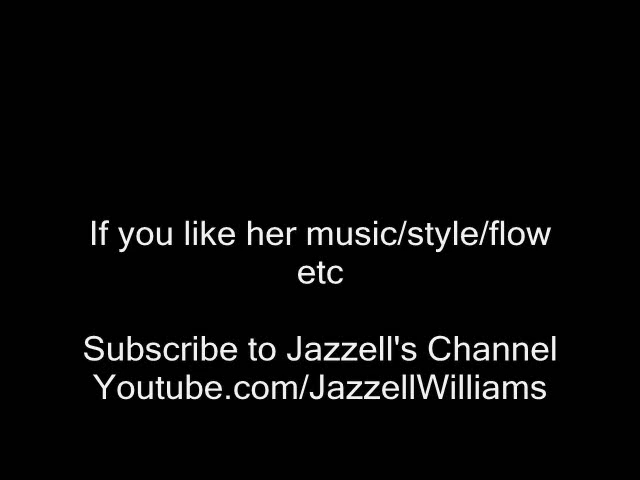 If you like her music/style/flow
etc
Subscribe to Jazzell's Channel
Youtube.com/JazzellWilliams